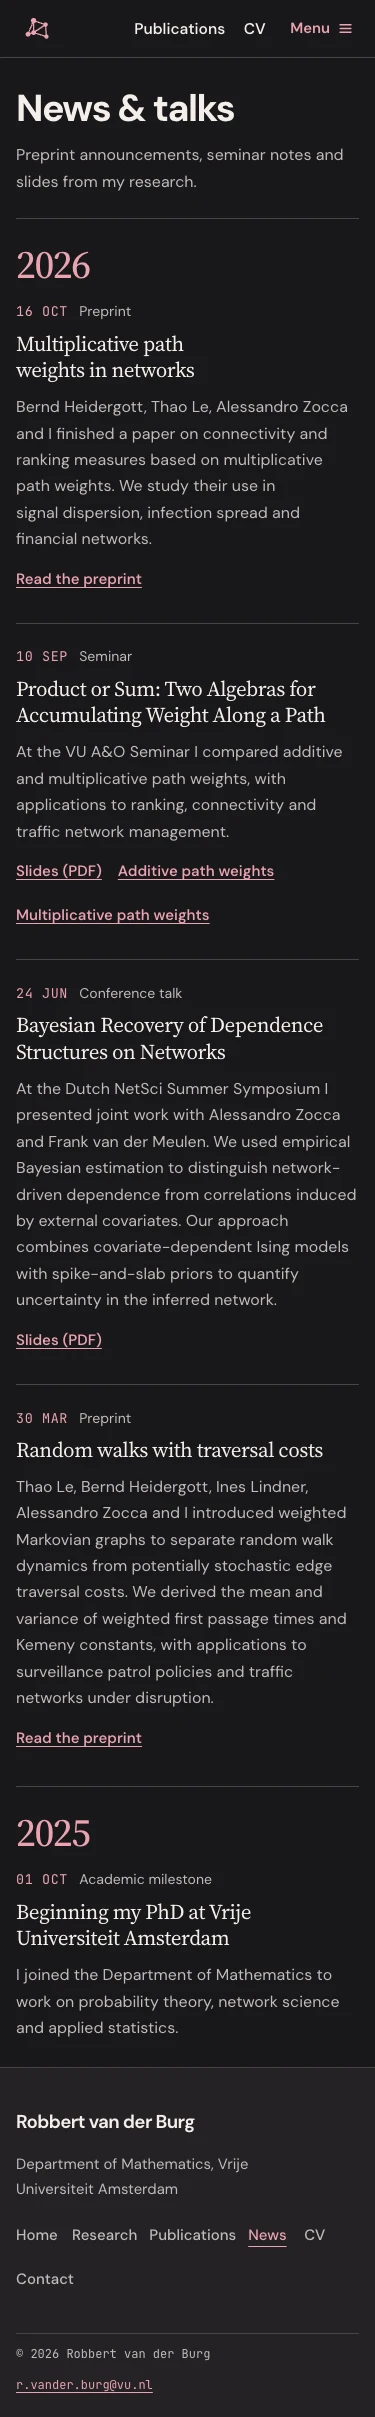 Publications CV Menu
News & talks
Preprint announcements, seminar notes and
slides from my research.
2026
16 OCT Preprint
Multiplicative path
weights in networks
Bernd Heidergott, Thao Le, Alessandro Zocca
and I finished a paper on connectivity and
ranking measures based on multiplicative
path weights. We study their use in
signal dispersion, infection spread and
financial networks.
Read the preprint
10 SEP Seminar
Product or Sum: Two Algebras for
Accumulating Weight Along a Path
At the VU A&O Seminar I compared additive
and multiplicative path weights, with
applications to ranking, connectivity and
traffic network management.
Slides (PDF) Additive path weights
Multiplicative path weights
24 JUN Conference talk
Bayesian Recovery of Dependence
Structures on Networks
At the Dutch NetSci Summer Symposium I
presented joint work with Alessandro Zocca
and Frank van der Meulen. We used empirical
Bayesian estimation to distinguish network-
driven dependence from correlations induced
by external covariates. Our approach
combines covariate-dependent Ising models
with spike-and-slab priors to quantify
uncertainty in the inferred network.
Slides (PDF)
30 MAR Preprint
Random walks with traversal costs
Thao Le, Bernd Heidergott, Ines Lindner,
Alessandro Zocca and I introduced weighted
Markovian graphs to separate random walk
dynamics from potentially stochastic edge
traversal costs. We derived the mean and
variance of weighted first passage times and
Kemeny constants, with applications to
surveillance patrol policies and traffic
networks under disruption.
Read the preprint
2025
01 OCT Academic milestone
Beginning my PhD at Vrije
Universiteit Amsterdam
I joined the Department of Mathematics to
work on probability theory, network science
and applied statistics.
Robbert van der Burg
Department of Mathematics, Vrije
Universiteit Amsterdam
Home Research Publications News CV
Contact
© 2026 Robbert van der Burg
r.vander.burg@vu.nl